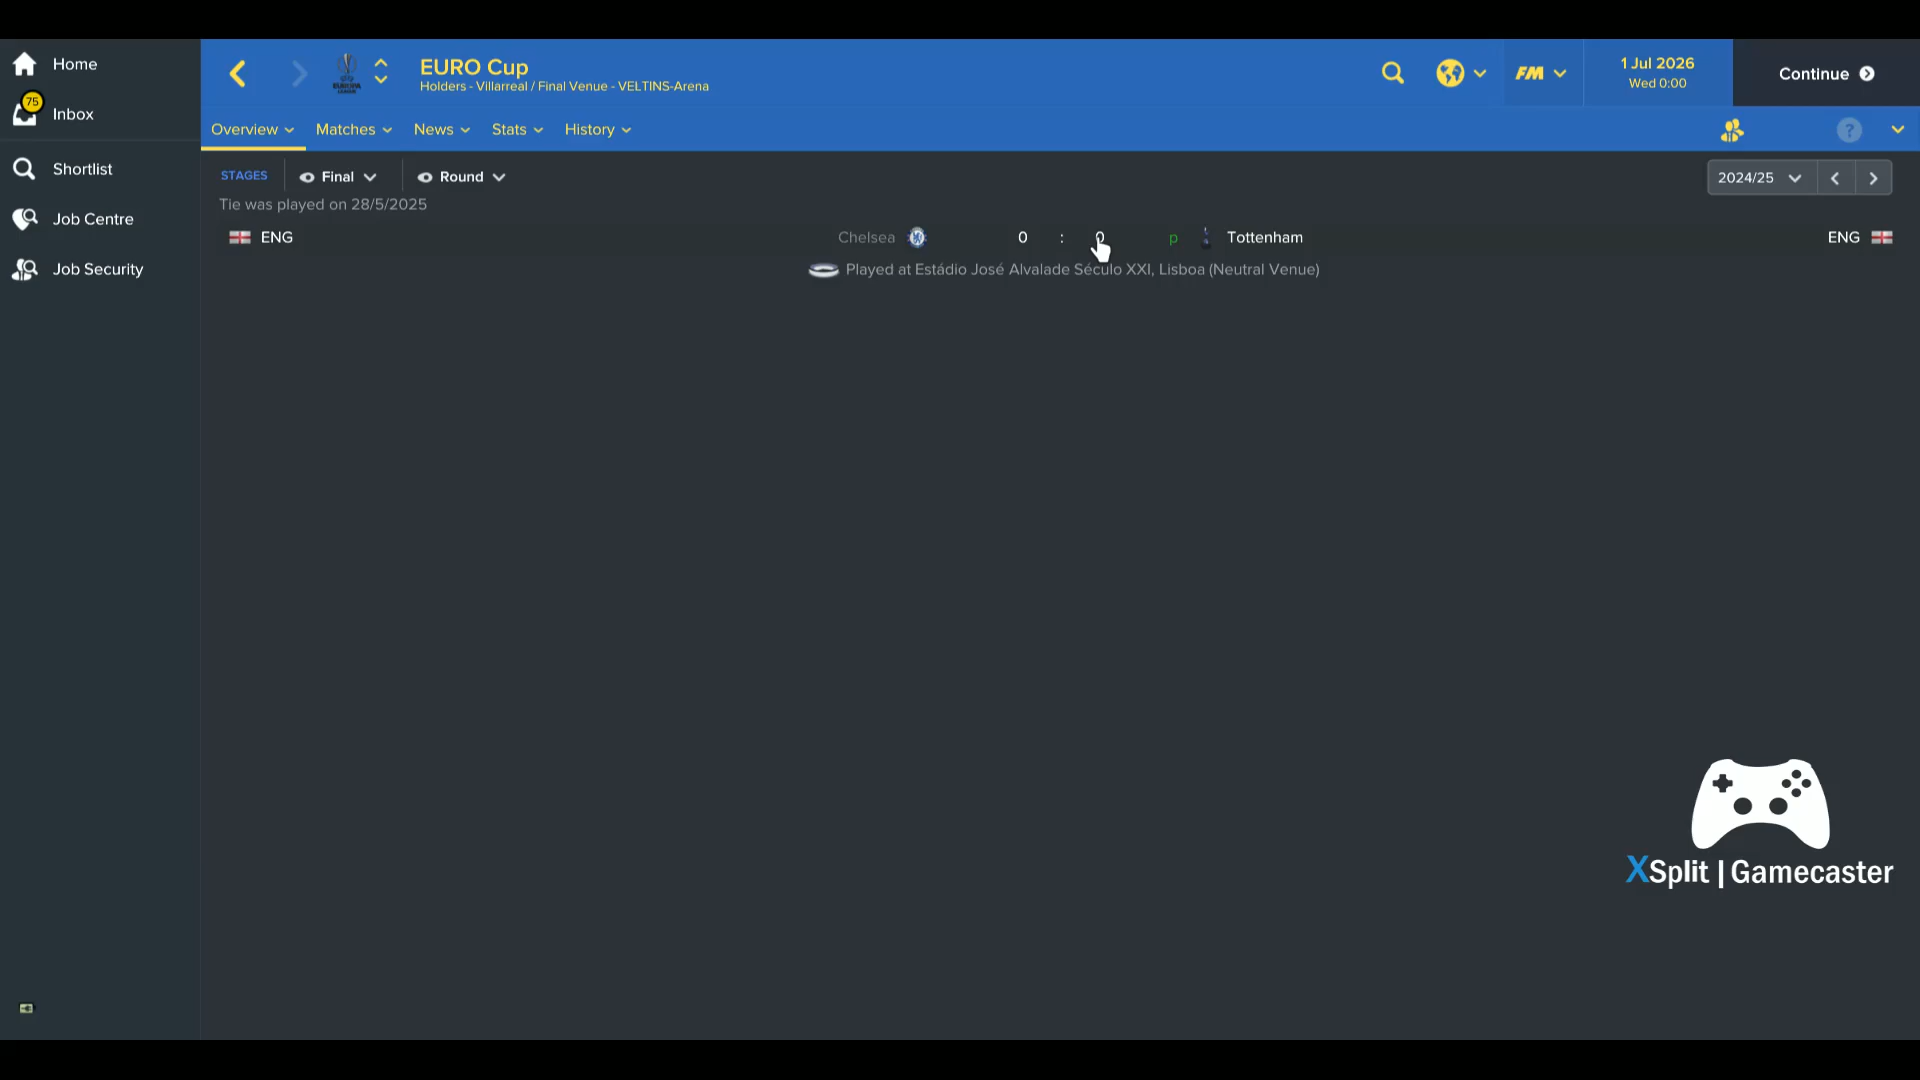 Home
75
Inbox
Shortlist
Job Centre
Job Security
EURO Cup
Holders - Villarreal / Final Venue - VELTINS-Arena
FM
1 Jul 2026
Wed 0:00
Continue
Overview
Matches
News
Stats
History
?
STAGES
Final
Round
2024/25
Tie was played on 28/5/2025
ENG
Chelsea
0 : 0
p
Tottenham
ENG
Played at Estádio José Alvalade Século XXI, Lisboa (Neutral Venue)
XSplit | Gamecaster